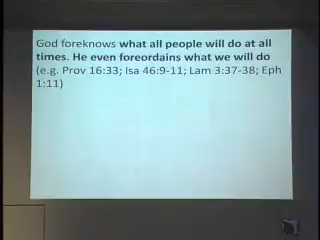 God foreknows what all people will do at all
times. He even foreordains what we will do
(e.g. Prov 16:33; Isa 46:9-11; Lam 3:37-38; Eph
1:11)